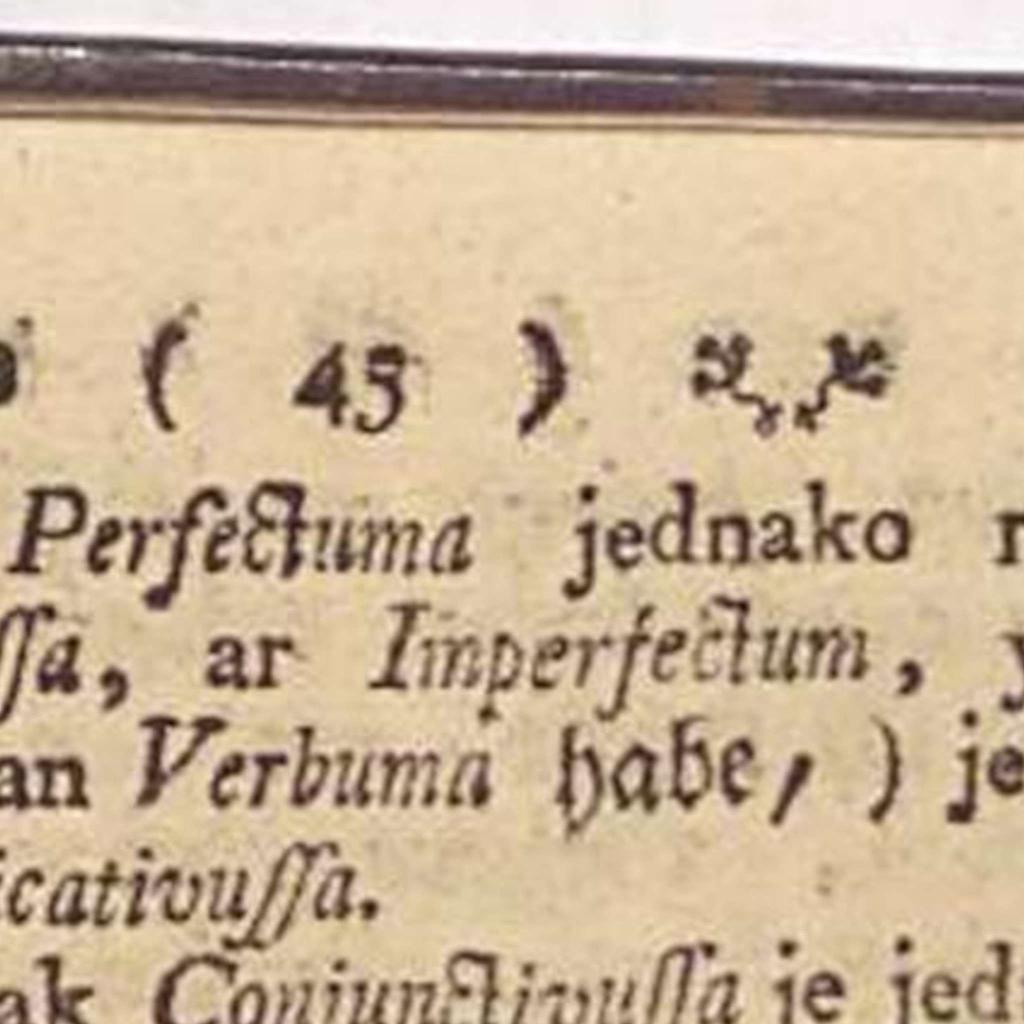 ( 45 )
Perfectuma jednako
ſſa, ar Imperfectum, y
an Verbuma habe, ) je
icativuſſa.
ak Conjunctivuſſa je jed